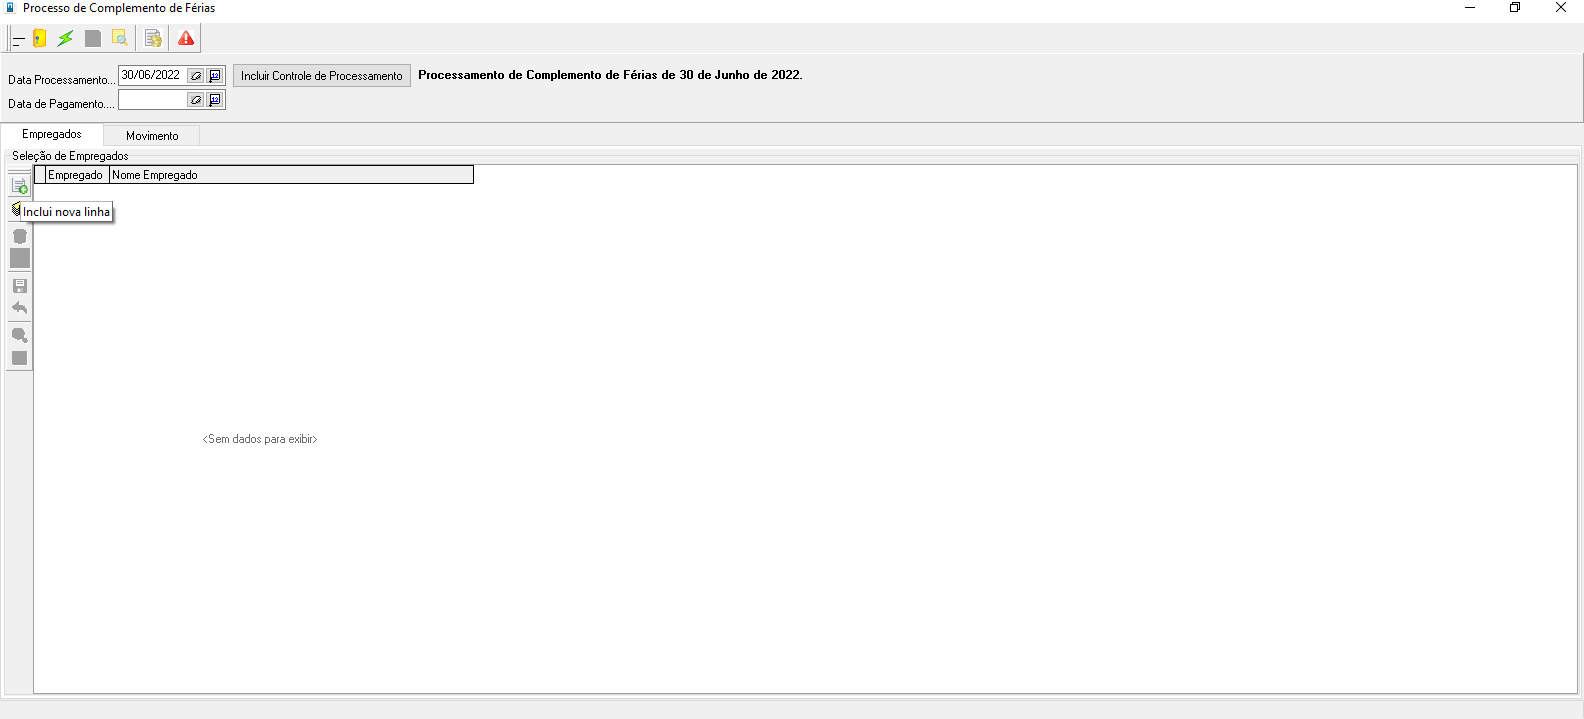 Processo de Complemento de Férias
Data Processamento... 30/06/2022 Incluir Controle de Processamento Processamento de Complemento de Férias de 30 de Junho de 2022.
Data de Pagamento....
Empregados Movimento
Seleção de Empregados
Empregado Nome Empregado
Inclui nova linha
<Sem dados para exibir>